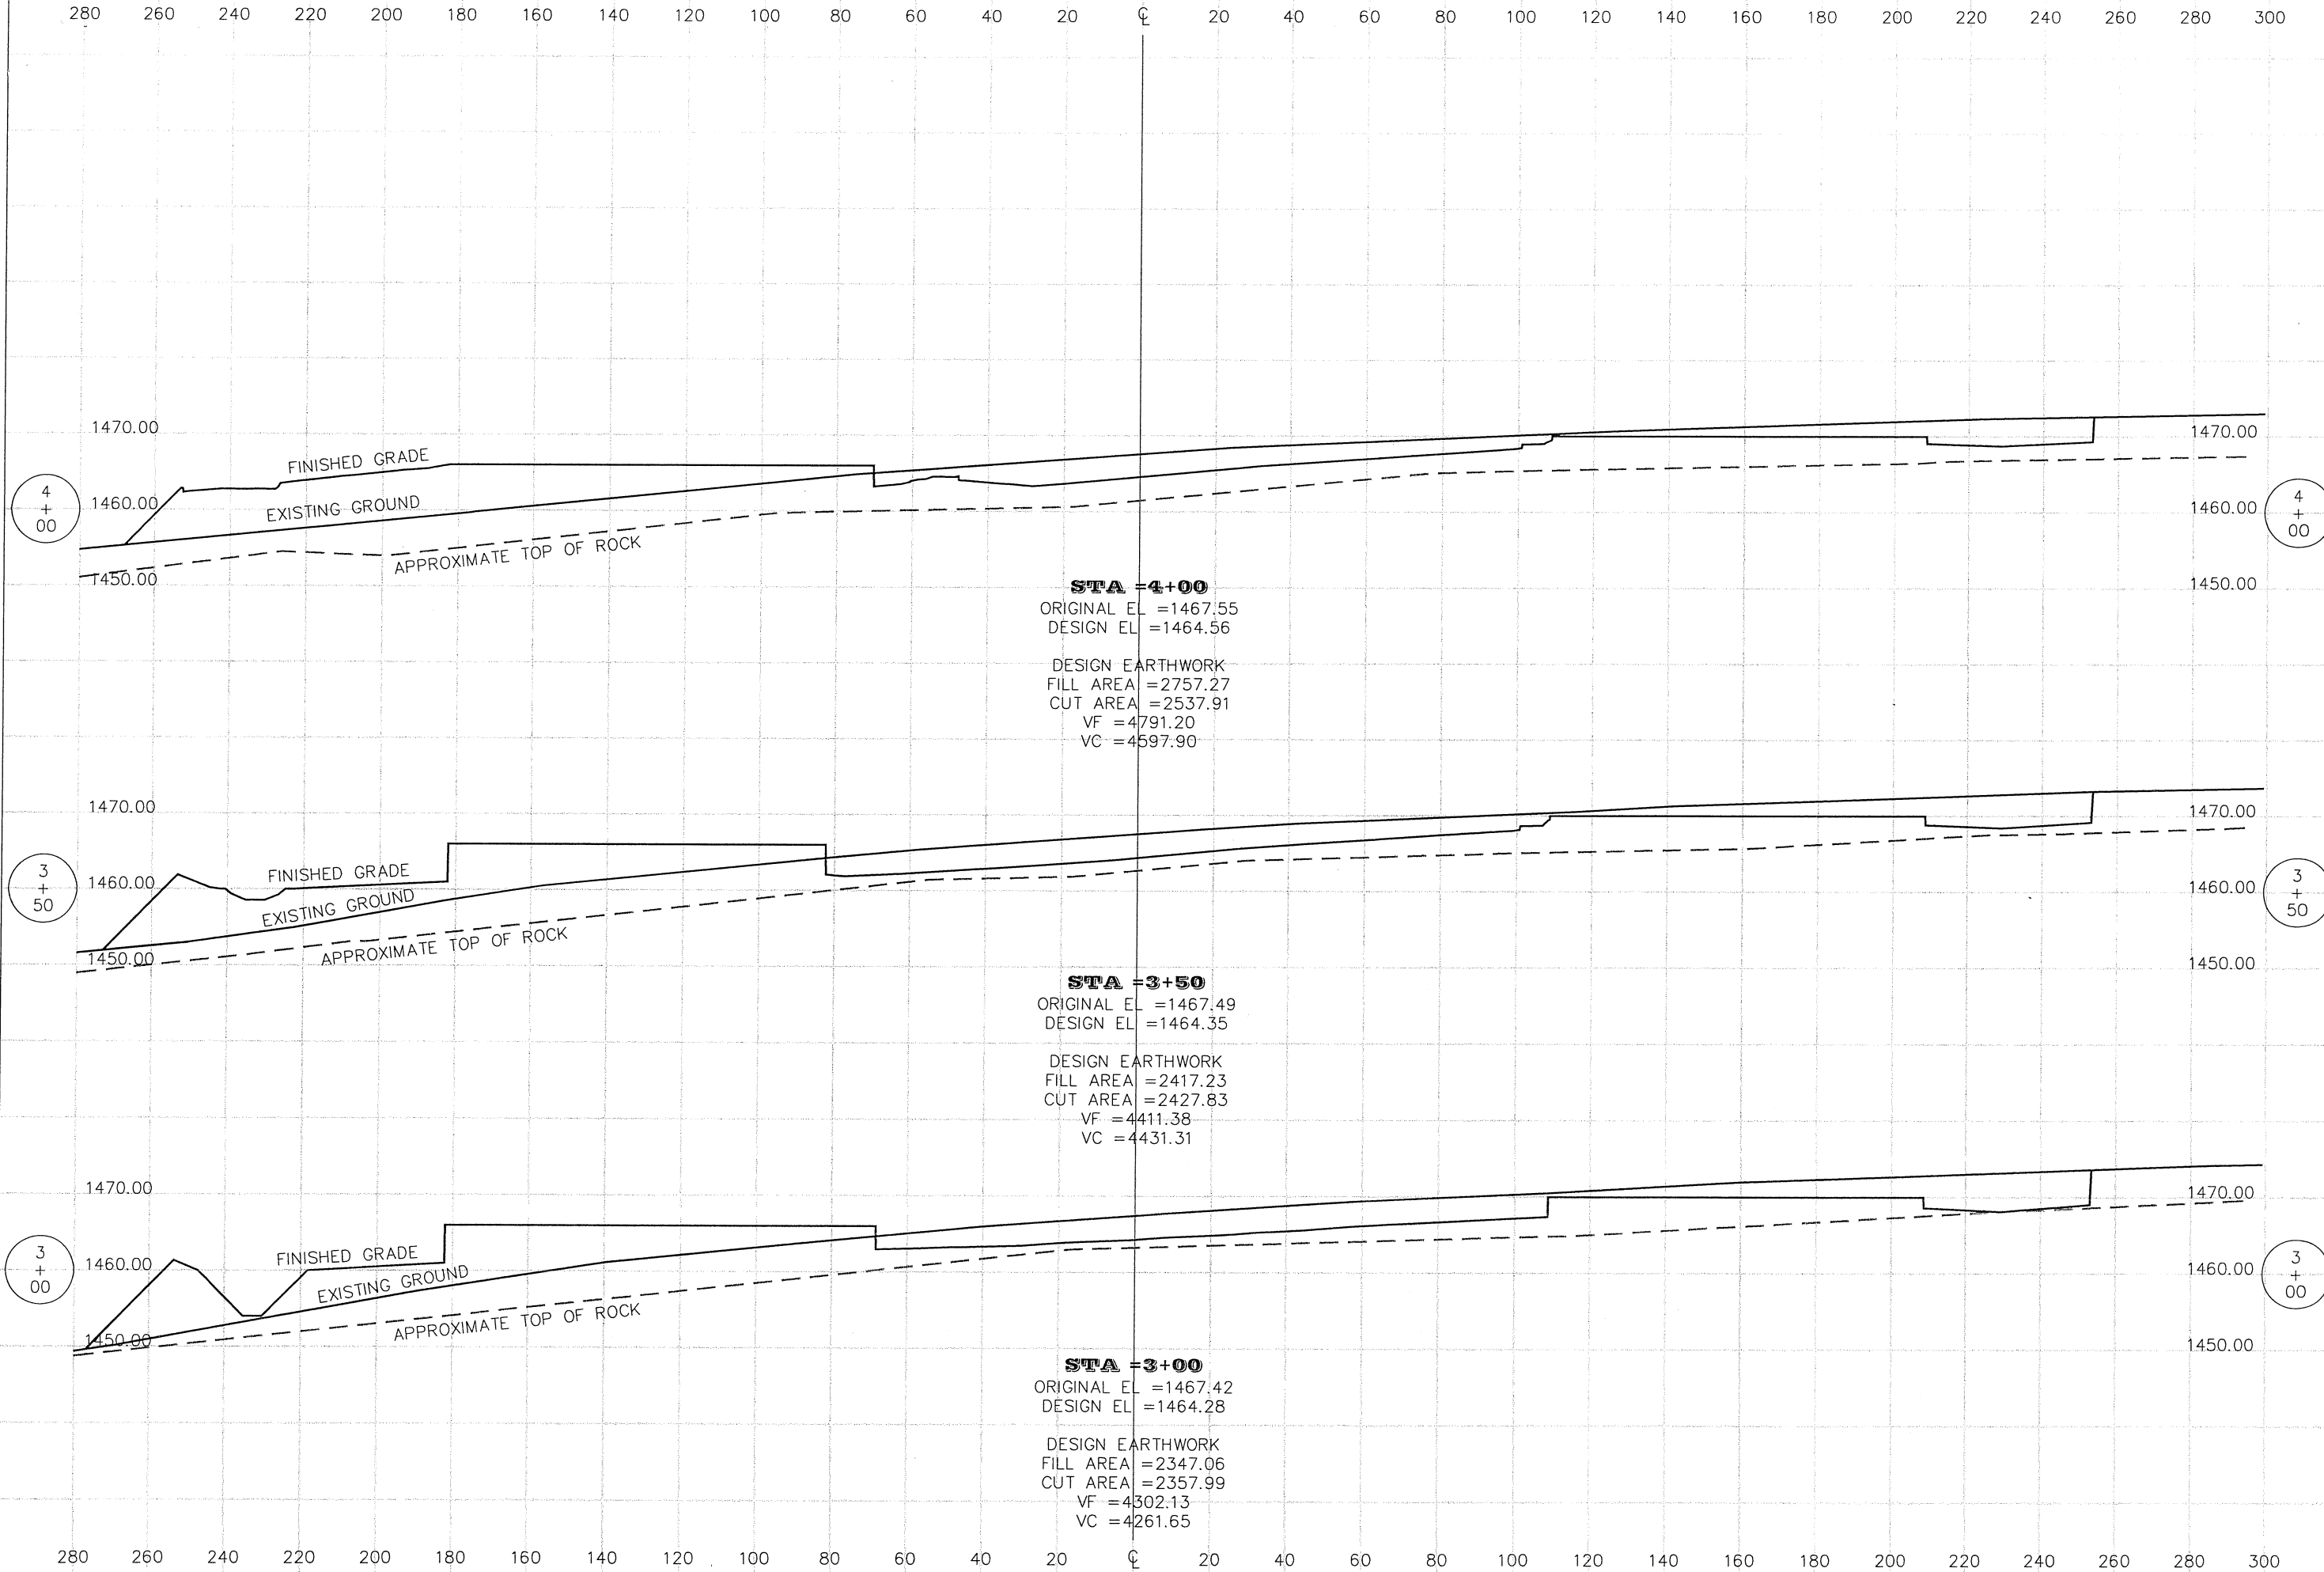 280 260 240 220 200 180 160 140 120 100 80 60 40 20 ℄ 20 40 60 80 100 120 140 160 180 200 220 240 260 280 300
1470.00
1470.00
FINISHED GRADE
4
+
00
1460.00
EXISTING GROUND
1460.00
4
+
00
APPROXIMATE TOP OF ROCK
1450.00
1450.00
STA =4+00
ORIGINAL EL =1467.55
DESIGN EL =1464.56
DESIGN EARTHWORK
FILL AREA =2757.27
CUT AREA =2537.91
VF =4791.20
VC =4597.90
1470.00
1470.00
FINISHED GRADE
3
+
50
1460.00
EXISTING GROUND
1460.00
3
+
50
APPROXIMATE TOP OF ROCK
1450.00
1450.00
STA =3+50
ORIGINAL EL =1467.49
DESIGN EL =1464.35
DESIGN EARTHWORK
FILL AREA =2417.23
CUT AREA =2427.83
VF =4411.38
VC =4431.31
1470.00
1470.00
FINISHED GRADE
3
+
00
1460.00
EXISTING GROUND
1460.00
3
+
00
APPROXIMATE TOP OF ROCK
1450.00
1450.00
STA =3+00
ORIGINAL EL =1467.42
DESIGN EL =1464.28
DESIGN EARTHWORK
FILL AREA =2347.06
CUT AREA =2357.99
VF =4302.13
VC =4261.65
280 260 240 220 200 180 160 140 120 100 80 60 40 20 ℄ 20 40 60 80 100 120 140 160 180 200 220 240 260 280 300